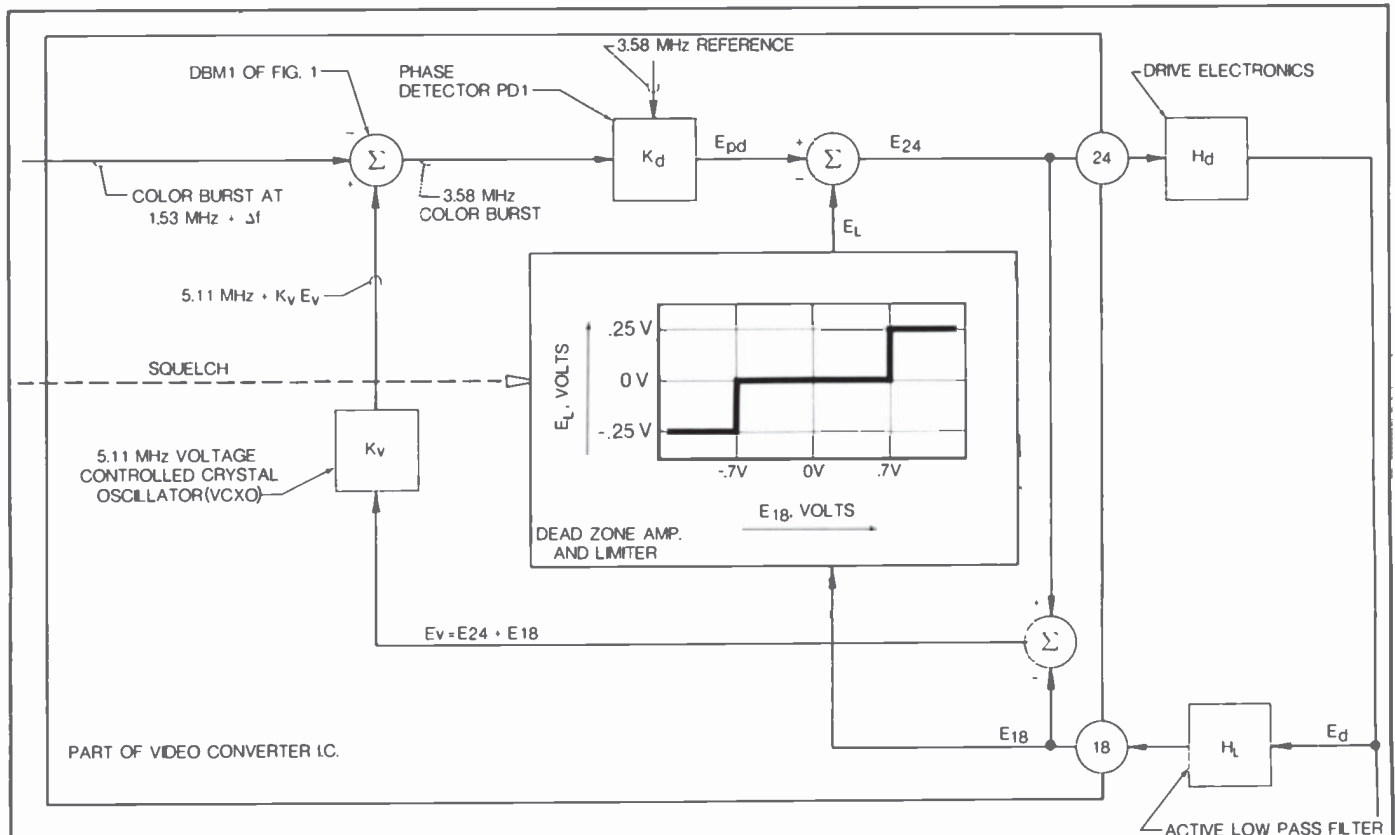 3.58 MHz REFERENCE
DBM1 OF FIG. 1
PHASE
DETECTOR PD1
DRIVE ELECTRONICS
-
Σ
+
Kd
Epd
+
Σ
-
E24
24
Hd
COLOR BURST AT
1.53 MHz + Δf
3.58 MHz
COLOR BURST
EL
5.11 MHz + Kv Ev
SQUELCH
.25 V
0 V
-.25 V
EL, VOLTS
-.7V
0V
.7V
E18, VOLTS
DEAD ZONE AMP.
AND LIMITER
Kv
5.11 MHz VOLTAGE
CONTROLLED CRYSTAL
OSCILLATOR(VCXO)
Ev = E24 + E18
+
Σ
-
PART OF VIDEO CONVERTER I.C.
E18
18
HL
Ed
ACTIVE LOW PASS FILTER